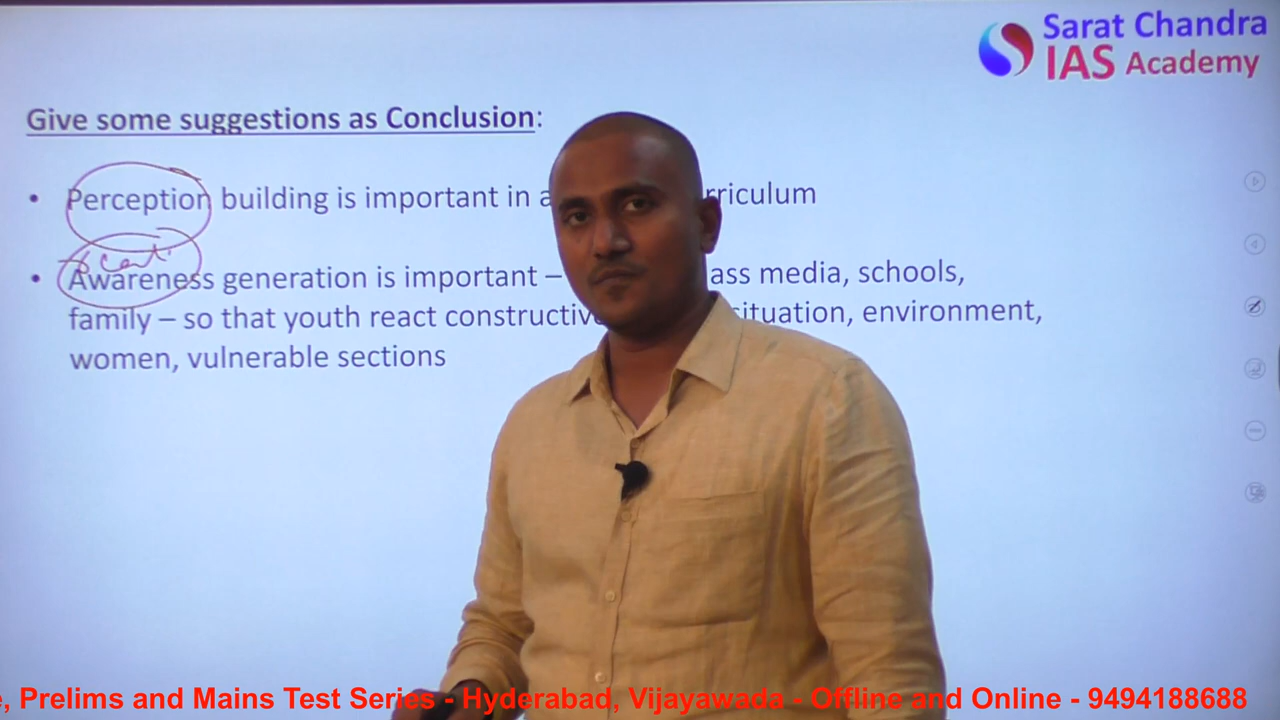 Sarat Chandra
IAS Academy
Give some suggestions as Conclusion:
• Perception building is important in a rriculum
• Awareness generation is important – ass media, schools,
family – so that youth react constructiv ituation, environment,
women, vulnerable sections
, Prelims and Mains Test Series - Hyderabad, Vijayawada - Offline and Online - 9494188688